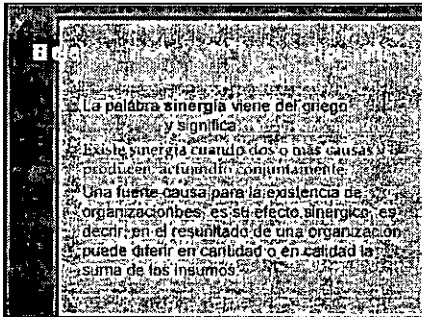 La palabra sinergia viene del griego
y significa
Existe sinergia cuando dos o más causas
producen, actuando conjuntamente
Una fuerte causa para la existencia de
organizacionbes, es su efecto sinergico, es
decir, en el resultado de una organización
puede diferir en cantidad o en calidad la
suma de los insumos.